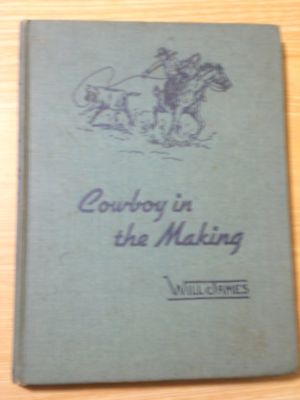 Cowboy in
the Making
WILL JAMES